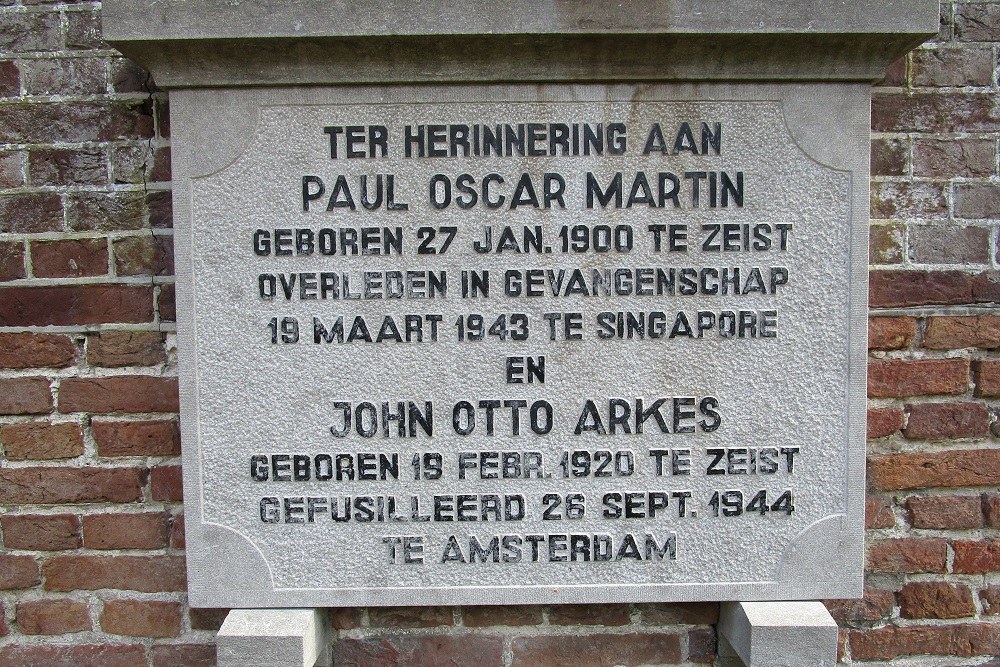 TER HERINNERING AAN
PAUL OSCAR MARTIN
GEBOREN 27 JAN. 1900 TE ZEIST
OVERLEDEN IN GEVANGENSCHAP
19 MAART 1943 TE SINGAPORE
EN
JOHN OTTO ARKES
GEBOREN 19 FEBR. 1920 TE ZEIST
GEFUSILLEERD 26 SEPT. 1944
TE AMSTERDAM